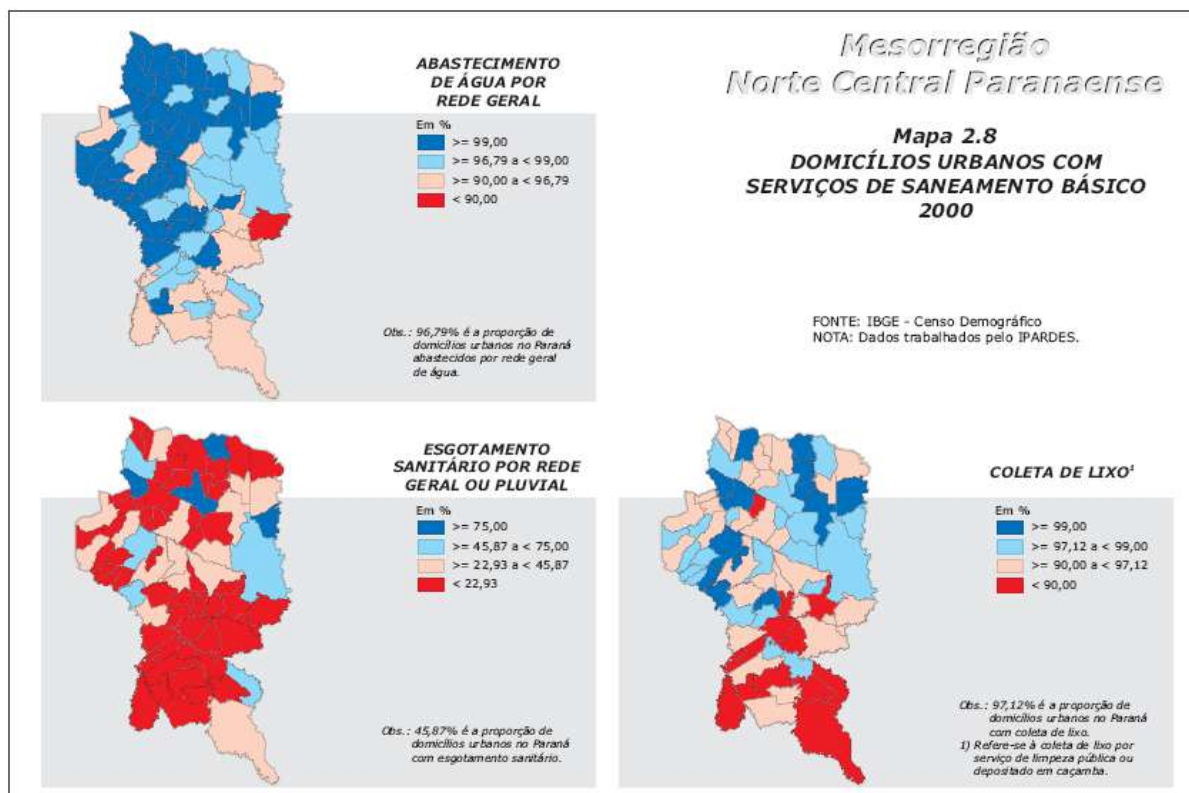 Mesorregião
Norte Central Paranaense
Mapa 2.8
DOMICÍLIOS URBANOS COM
SERVIÇOS DE SANEAMENTO BÁSICO
2000
FONTE: IBGE - Censo Demográfico
NOTA: Dados trabalhados pelo IPARDES.
ABASTECIMENTO
DE ÁGUA POR
REDE GERAL
Em %
>= 99,00
>= 96,79 a < 99,00
>= 90,00 a < 96,79
< 90,00
Obs.: 96,79% é a proporção de
domicílios urbanos no Paraná
abastecidos por rede geral
de água.
ESGOTAMENTO
SANITÁRIO POR REDE
GERAL OU PLUVIAL
Em %
>= 75,00
>= 45,87 a < 75,00
>= 22,93 a < 45,87
< 22,93
Obs.: 45,87% é a proporção de
domicílios urbanos no Paraná
com esgotamento sanitário.
COLETA DE LIXO¹
Em %
>= 99,00
>= 97,12 a < 99,00
>= 90,00 a < 97,12
< 90,00
Obs.: 97,12% é a proporção de
domicílios urbanos no Paraná
com coleta de lixo.
1) Refere-se à coleta de lixo por
serviço de limpeza pública ou
depositado em caçamba.